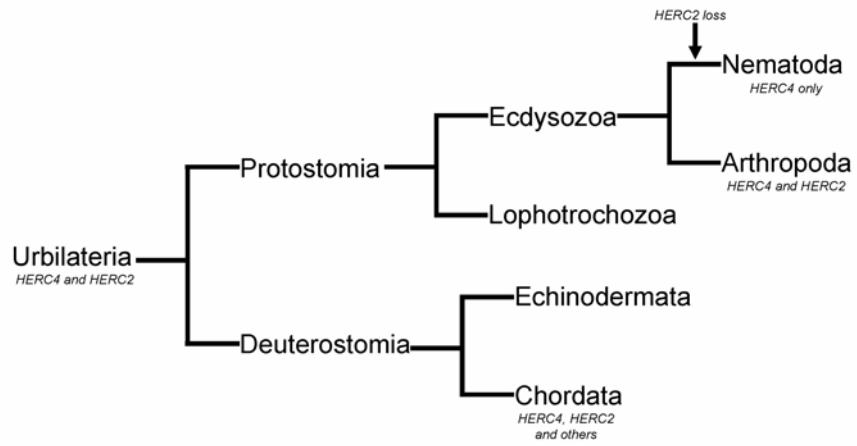 HERC2 loss
Nematoda
HERC4 only
Ecdysozoa
Arthropoda
HERC4 and HERC2
Protostomia
Lophotrochozoa
Urbilateria
HERC4 and HERC2
Echinodermata
Deuterostomia
Chordata
HERC4, HERC2
and others